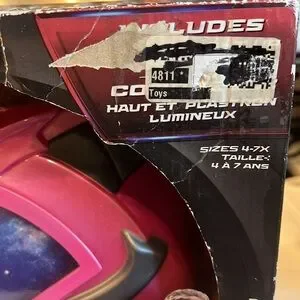 INCLUDES
4811
Toys
HAUT ET PLASTRON
LUMINEUX
SIZES 4-7X
TAILLE:
4 À 7 ANS